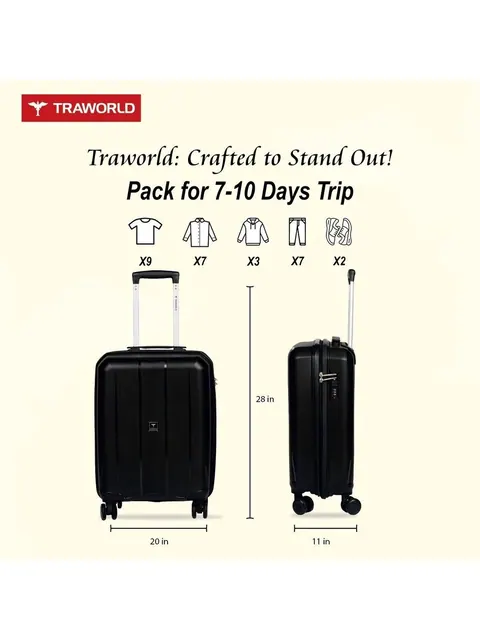 TRAWORLD
Traworld: Crafted to Stand Out!
Pack for 7-10 Days Trip
X9 X7 X3 X7 X2
28 in
20 in 11 in